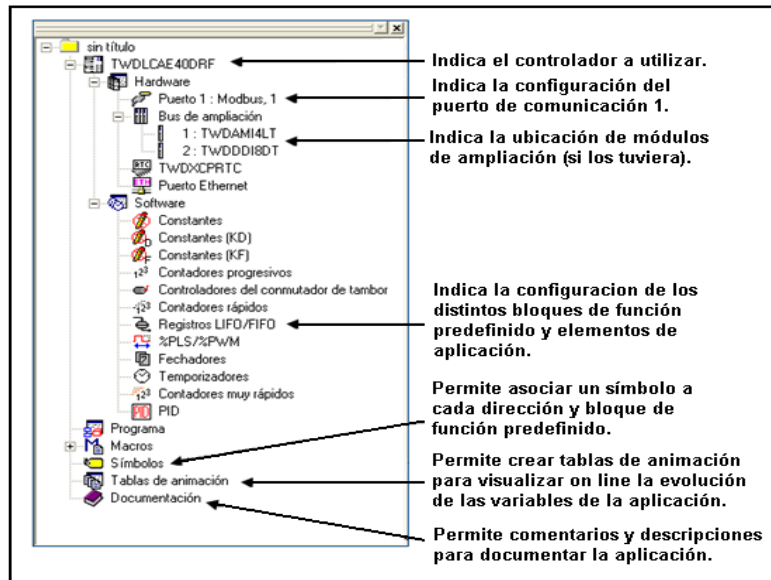 sin título
TWDLCAE40DRF
Hardware
Puerto 1 : Modbus, 1
Bus de ampliación
1 : TWDAMI4LT
2 : TWDDDI8DT
RTC
TWDXCPRTC
ETH
Puerto Ethernet
Software
Constantes
D
Constantes (KD)
F
Constantes (KF)
123
Contadores progresivos
Controladores del conmutador de tambor
123
Contadores rápidos
Registros LIFO/FIFO
%PLS/%PWM
Fechadores
Temporizadores
123
Contadores muy rápidos
PID
PID
Programa
M
Macros
Símbolos
Tablas de animación
Documentación
Indica el controlador a utilizar.
Indica la configuración del
puerto de comunicación 1.
Indica la ubicación de módulos
de ampliación (si los tuviera).
Indica la configuracion de los
distintos bloques de función
predefinido y elementos de
aplicación.
Permite asociar un símbolo a
cada dirección y bloque de
función predefinido.
Permite crear tablas de animación
para visualizar on line la evolución
de las variables de la aplicación.
Permite comentarios y descripciones
para documentar la aplicación.